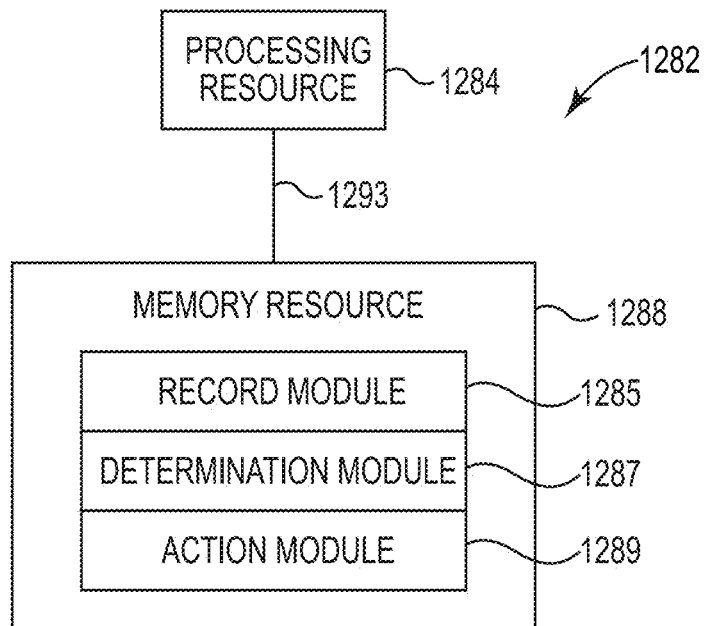 PROCESSING
RESOURCE
1284
1282
1293
MEMORY RESOURCE
1288
RECORD MODULE
1285
DETERMINATION MODULE
1287
ACTION MODULE
1289